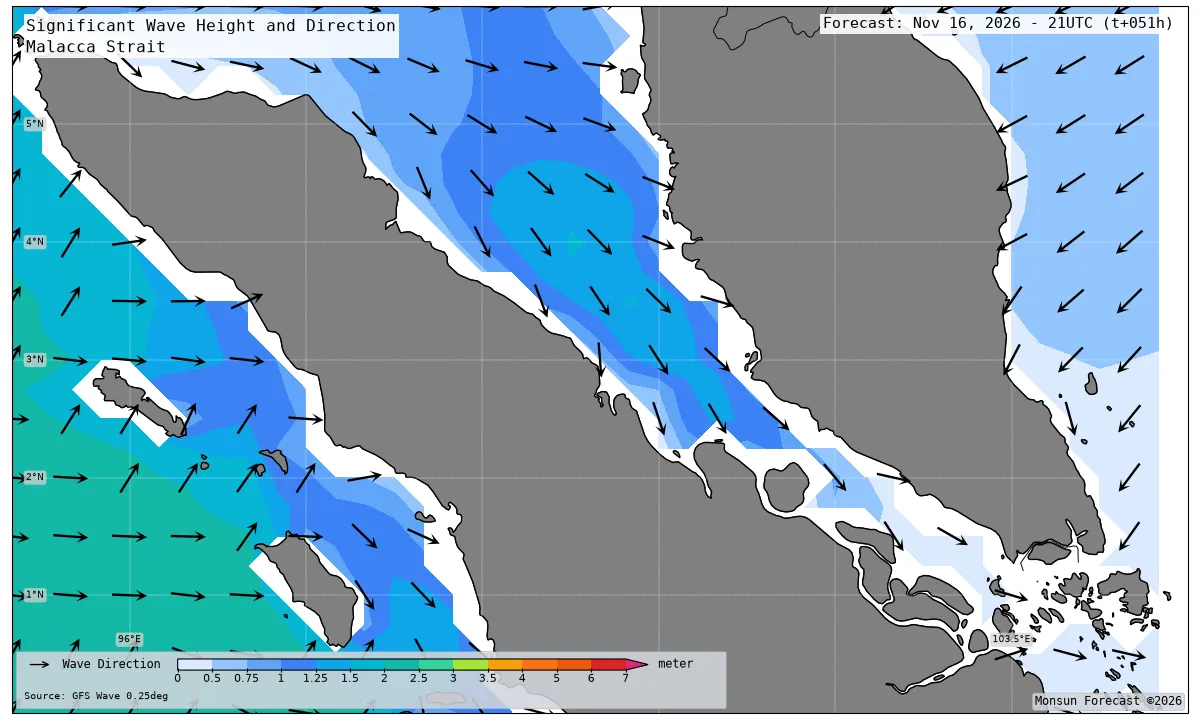 Significant Wave Height and Direction
Malacca Strait
Forecast: Nov 16, 2026 - 21UTC (t+051h)
5°N
4°N
3°N
2°N
1°N
96°E
103.5°E
Wave Direction
meter
0 0.5 0.75 1 1.25 1.5 2 2.5 3 3.5 4 5 6 7
Source: GFS Wave 0.25deg
Monsun Forecast ©2026